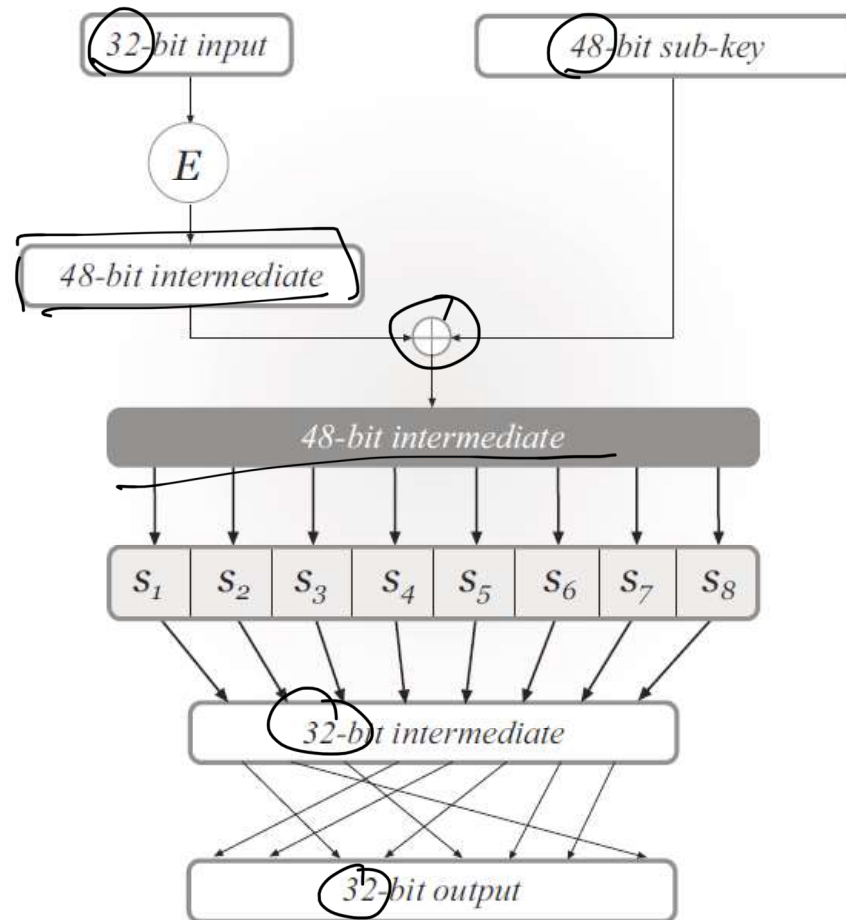 32-bit input
48-bit sub-key
E
48-bit intermediate
48-bit intermediate
S1 S2 S3 S4 S5 S6 S7 S8
32-bit intermediate
32-bit output